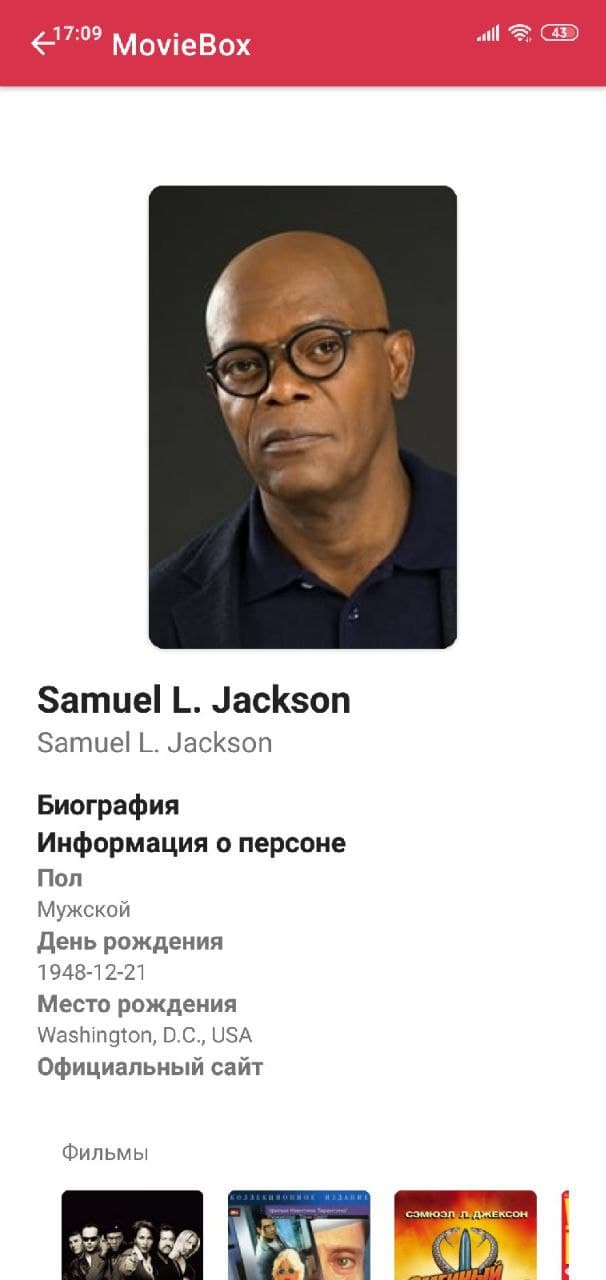 17:09
MovieBox
43
Samuel L. Jackson
Samuel L. Jackson
Биография
Информация о персоне
Пол
Мужской
День рождения
1948-12-21
Место рождения
Washington, D.C., USA
Официальный сайт
Фильмы
КОЛЛЕКЦИОННОЕ ИЗДАНИЕ
СЭМЮЭЛ Л. ДЖЕКСОН